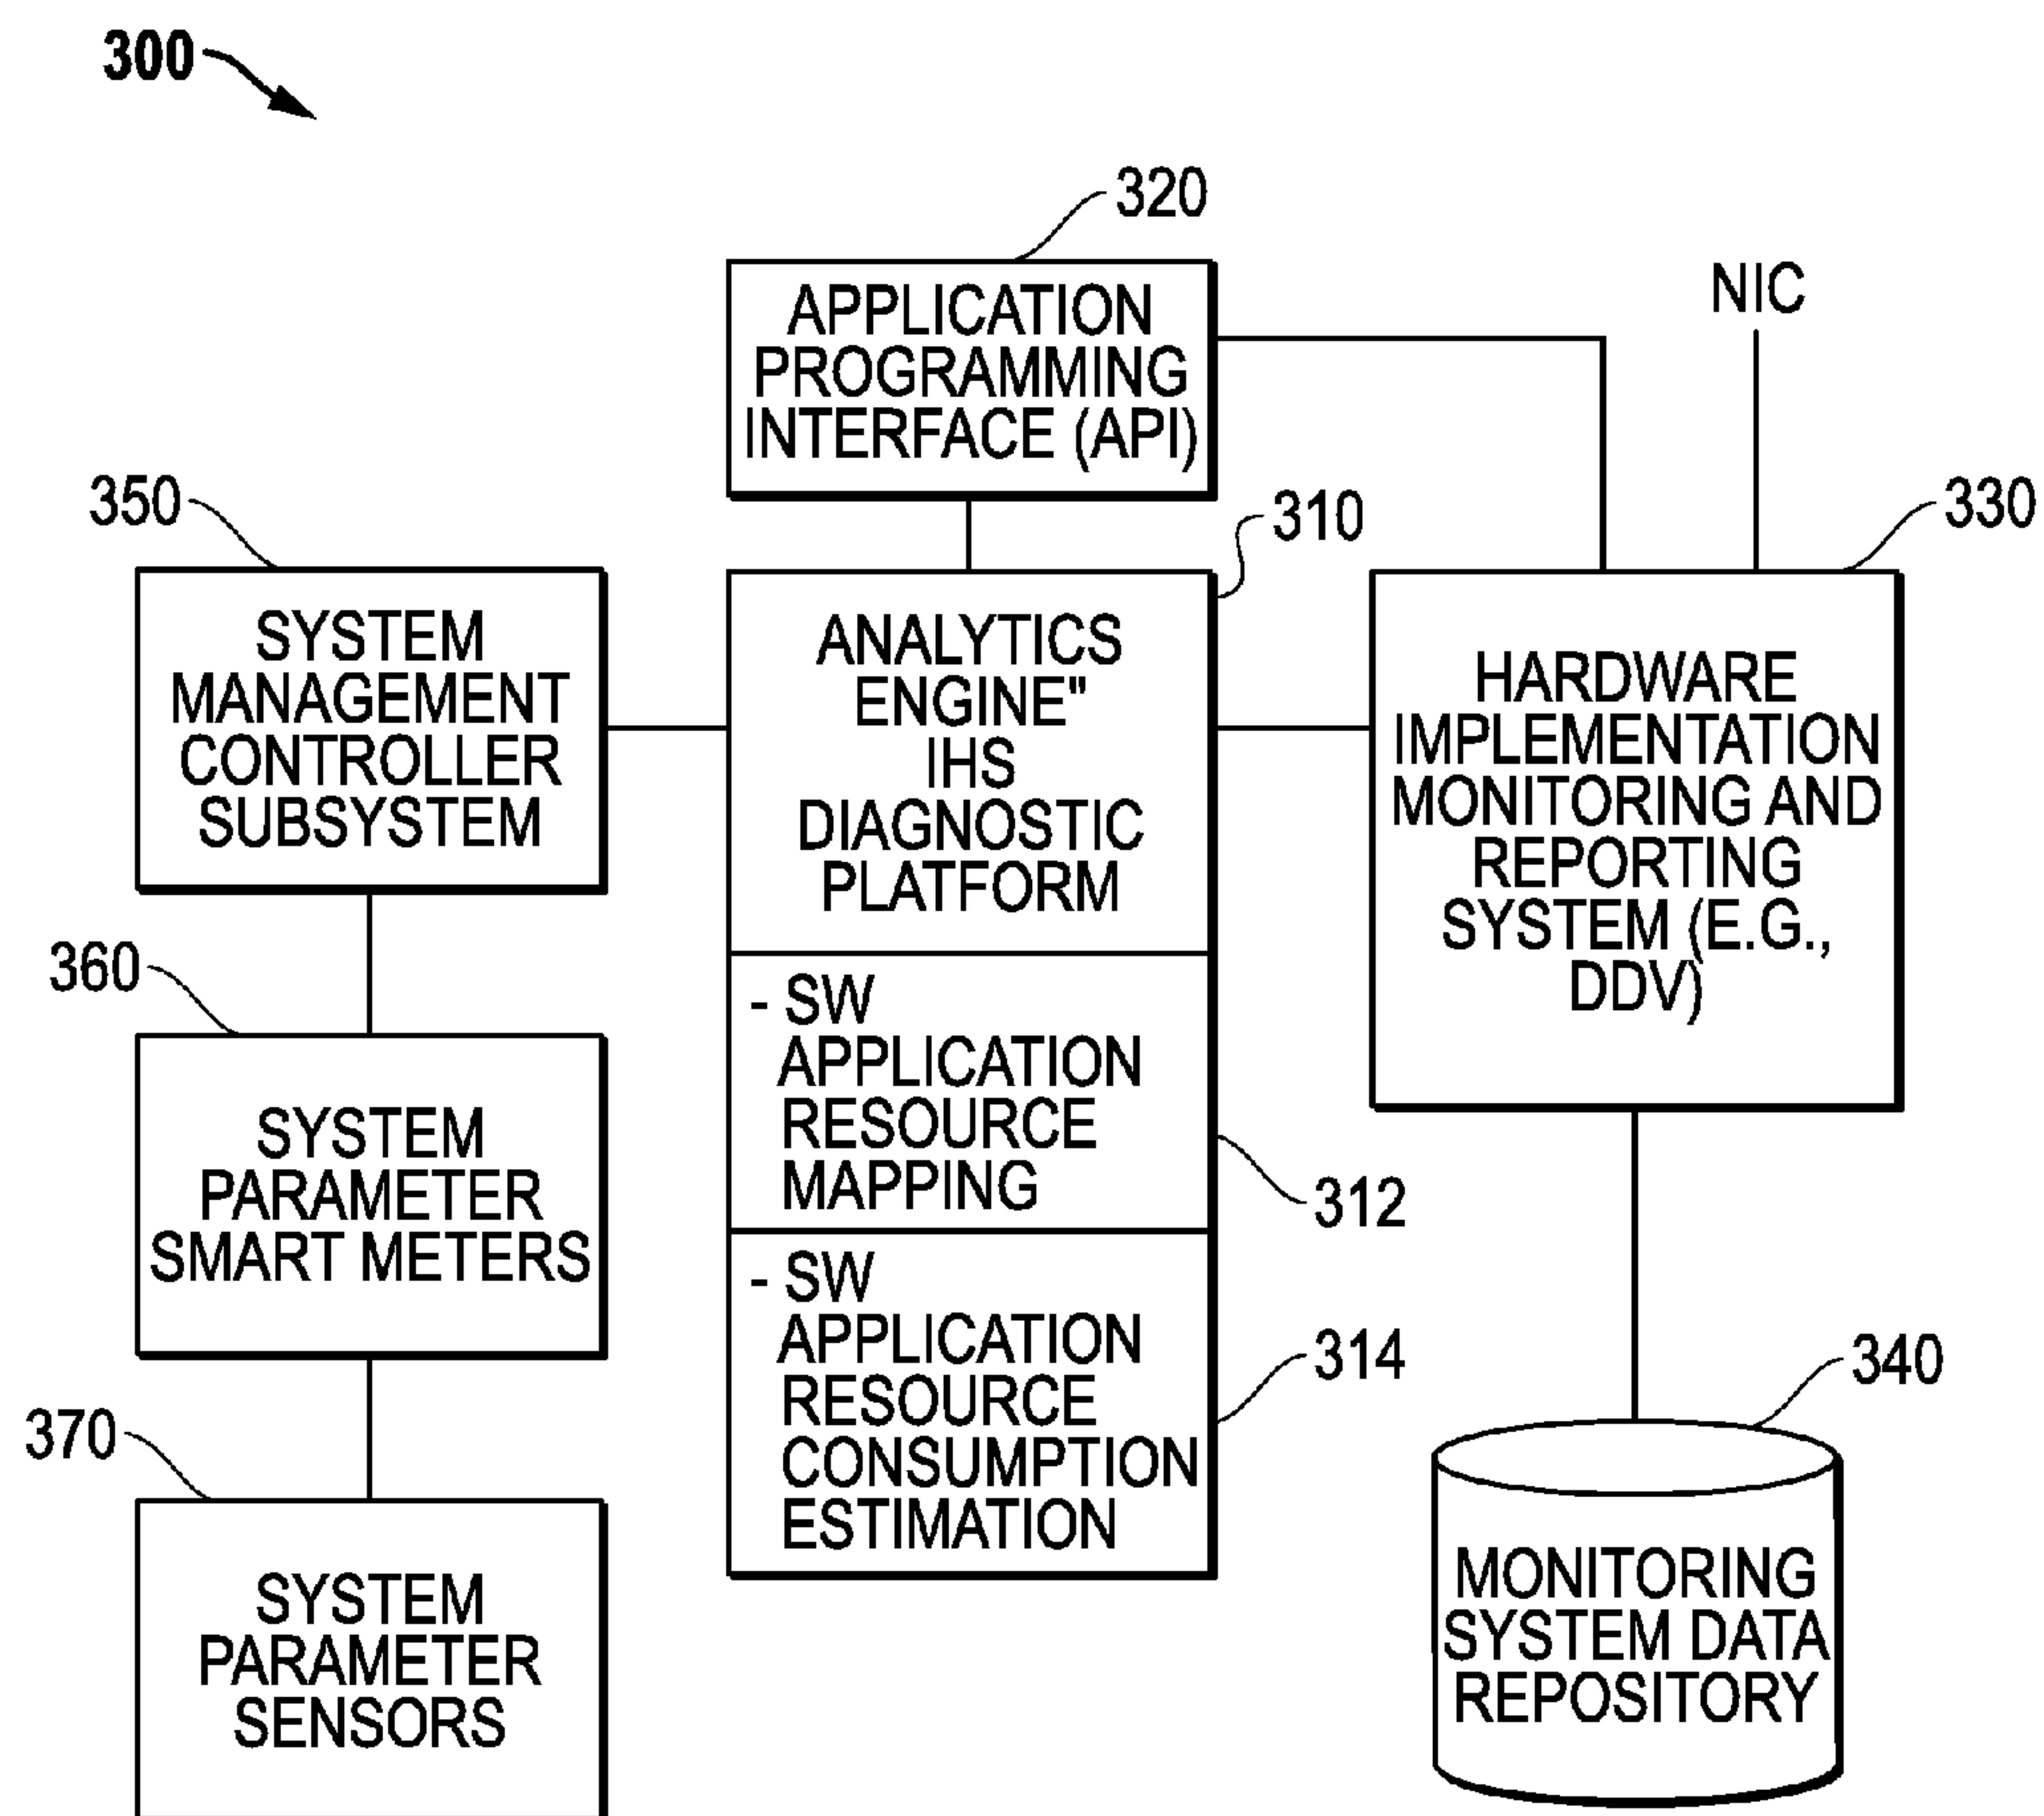 300
320
APPLICATION
PROGRAMMING
INTERFACE (API)
NIC
350
SYSTEM
MANAGEMENT
CONTROLLER
SUBSYSTEM
310
ANALYTICS
ENGINE"
IHS
DIAGNOSTIC
PLATFORM
330
HARDWARE
IMPLEMENTATION
MONITORING AND
REPORTING
SYSTEM (E.G.,
DDV)
360
SYSTEM
PARAMETER
SMART METERS
- SW
APPLICATION
RESOURCE
MAPPING
312
- SW
APPLICATION
RESOURCE
CONSUMPTION
ESTIMATION
314
340
MONITORING
SYSTEM DATA
REPOSITORY
370
SYSTEM
PARAMETER
SENSORS